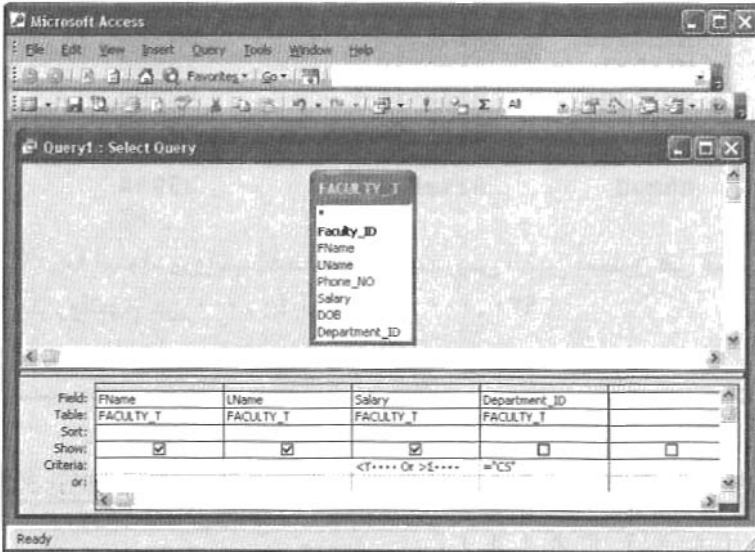 Microsoft Access
File Edit View Insert Query Tools Window Help
Favorites Go
All
Query1 : Select Query
FACULTY_T
*
Faculty_ID
FName
LName
Phone_NO
Salary
DOB
Department_ID
Field: FName LName Salary Department_ID
Table: FACULTY_T FACULTY_T FACULTY_T FACULTY_T
Sort:
Show:
Criteria: Or ="CS"
or:
Ready